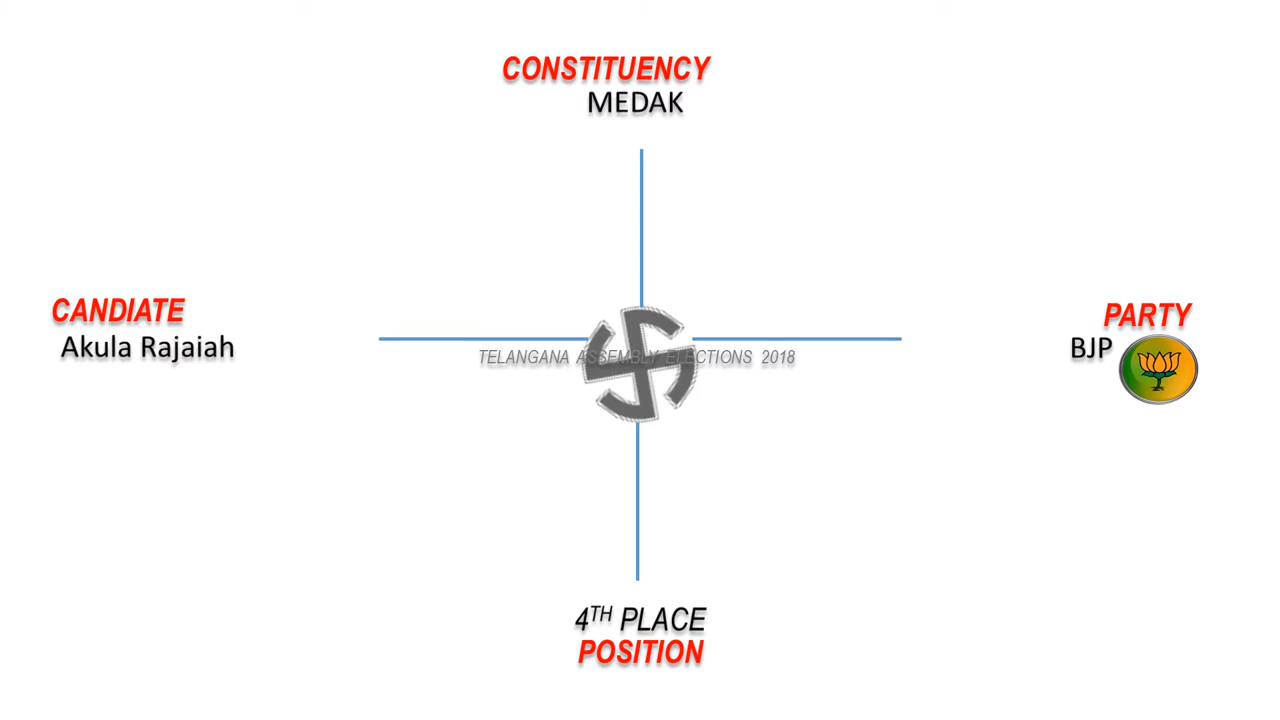 CONSTITUENCY
MEDAK
CANDIATE
Akula Rajaiah
PARTY
BJP
TELANGANA ASSEMBLY ELECTIONS 2018
4TH PLACE
POSITION